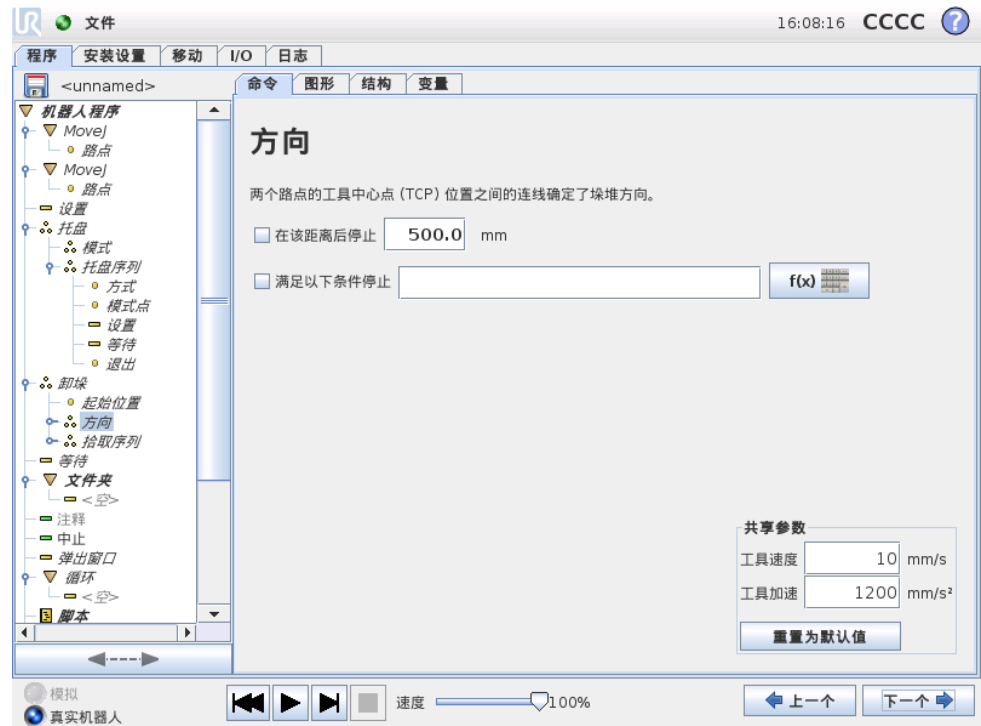 UR 文件 16:08:16 CCCC ?
程序 安装设置 移动 I/O 日志
<unnamed> 命令 图形 结构 变量
机器人程序
MoveJ
路点
MoveJ
路点
设置
托盘
模式
托盘序列
方式
模式点
设置
等待
退出
卸垛
起始位置
方向
拾取序列
等待
文件夹
<空>
注释
中止
弹出窗口
循环
<空>
脚本
方向
两个路点的工具中心点 (TCP) 位置之间的连线确定了垛堆方向。
在该距离后停止 500.0 mm
满足以下条件停止 f(x)
共享参数
工具速度 10 mm/s
工具加速 1200 mm/s²
重置为默认值
模拟
真实机器人
速度 100%
上一个 下一个